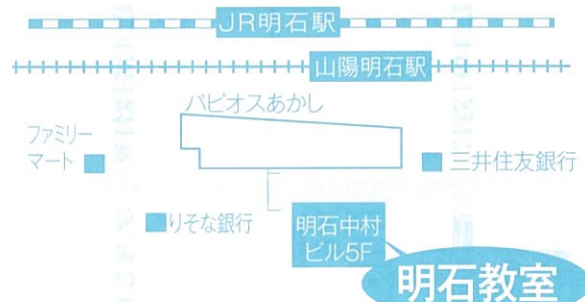 JR明石駅
山陽明石駅
パピオスあかし
ファミリー
マート
三井住友銀行
りそな銀行
明石中村
ビル5F
明石教室